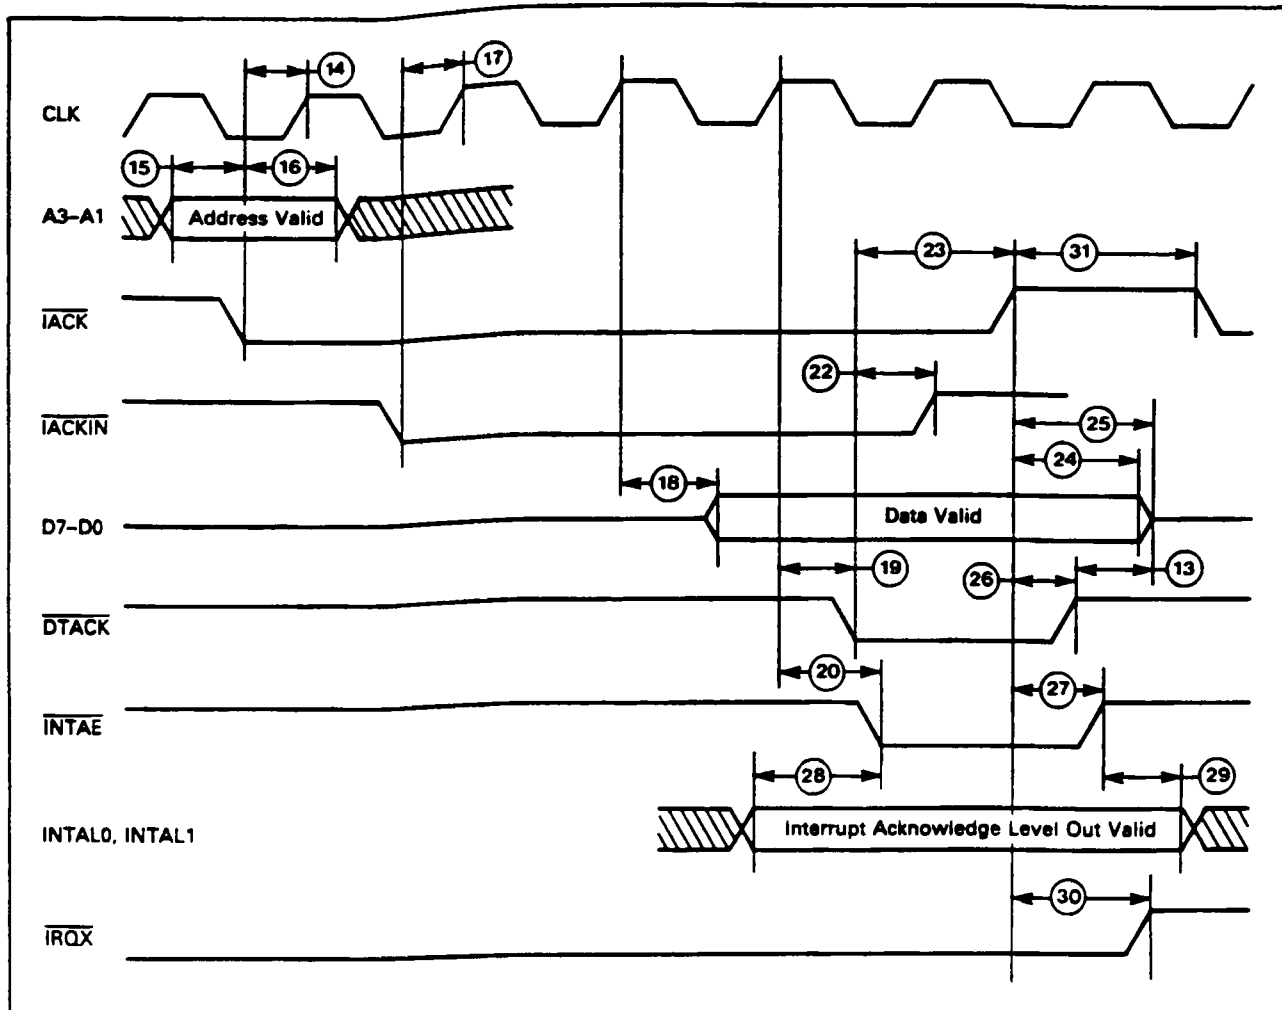 14
17
CLK
15
16
A3-A1
Address Valid
23
31
IACK
22
IACKIN
25
24
18
D7-D0
Data Valid
19
26
13
DTACK
20
27
INTAE
28
29
INTAL0, INTAL1
Interrupt Acknowledge Level Out Valid
30
IRQX